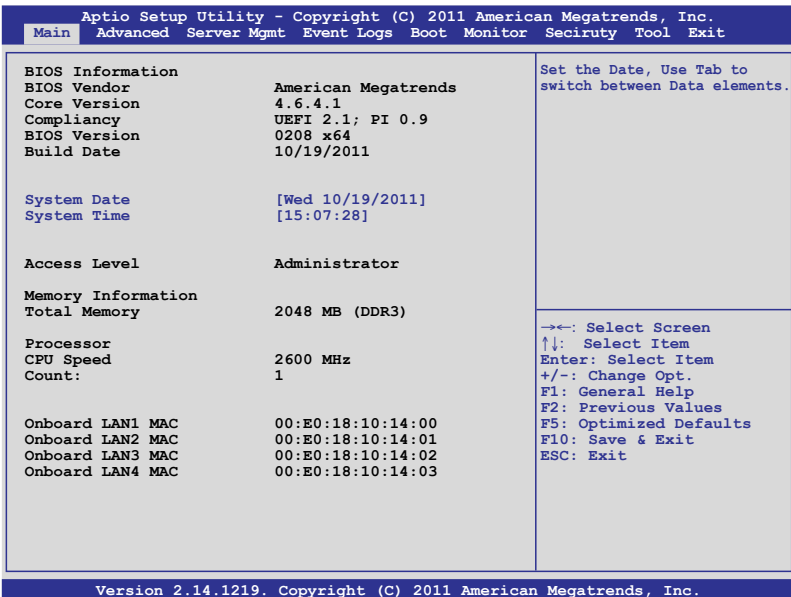 Aptio Setup Utility - Copyright (C) 2011 American Megatrends, Inc.
Main Advanced Server Mgmt Event Logs Boot Monitor Seciruty Tool Exit
BIOS Information
BIOS Vendor American Megatrends
Core Version 4.6.4.1
Compliancy UEFI 2.1; PI 0.9
BIOS Version 0208 x64
Build Date 10/19/2011
System Date [Wed 10/19/2011]
System Time [15:07:28]
Access Level Administrator
Memory Information
Total Memory 2048 MB (DDR3)
Processor
CPU Speed 2600 MHz
Count: 1
Onboard LAN1 MAC 00:E0:18:10:14:00
Onboard LAN2 MAC 00:E0:18:10:14:01
Onboard LAN3 MAC 00:E0:18:10:14:02
Onboard LAN4 MAC 00:E0:18:10:14:03
Set the Date, Use Tab to
switch between Data elements.
→←: Select Screen
↑↓: Select Item
Enter: Select Item
+/-: Change Opt.
F1: General Help
F2: Previous Values
F5: Optimized Defaults
F10: Save & Exit
ESC: Exit
Version 2.14.1219. Copyright (C) 2011 American Megatrends, Inc.